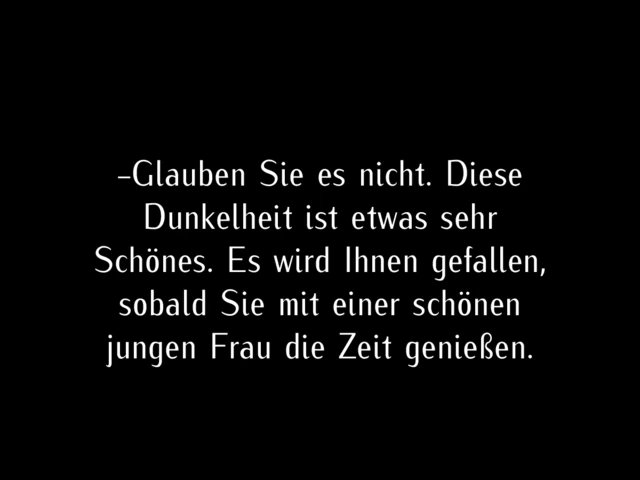 –Glauben Sie es nicht. Diese
Dunkelheit ist etwas sehr
Schönes. Es wird Ihnen gefallen,
sobald Sie mit einer schönen
jungen Frau die Zeit genießen.